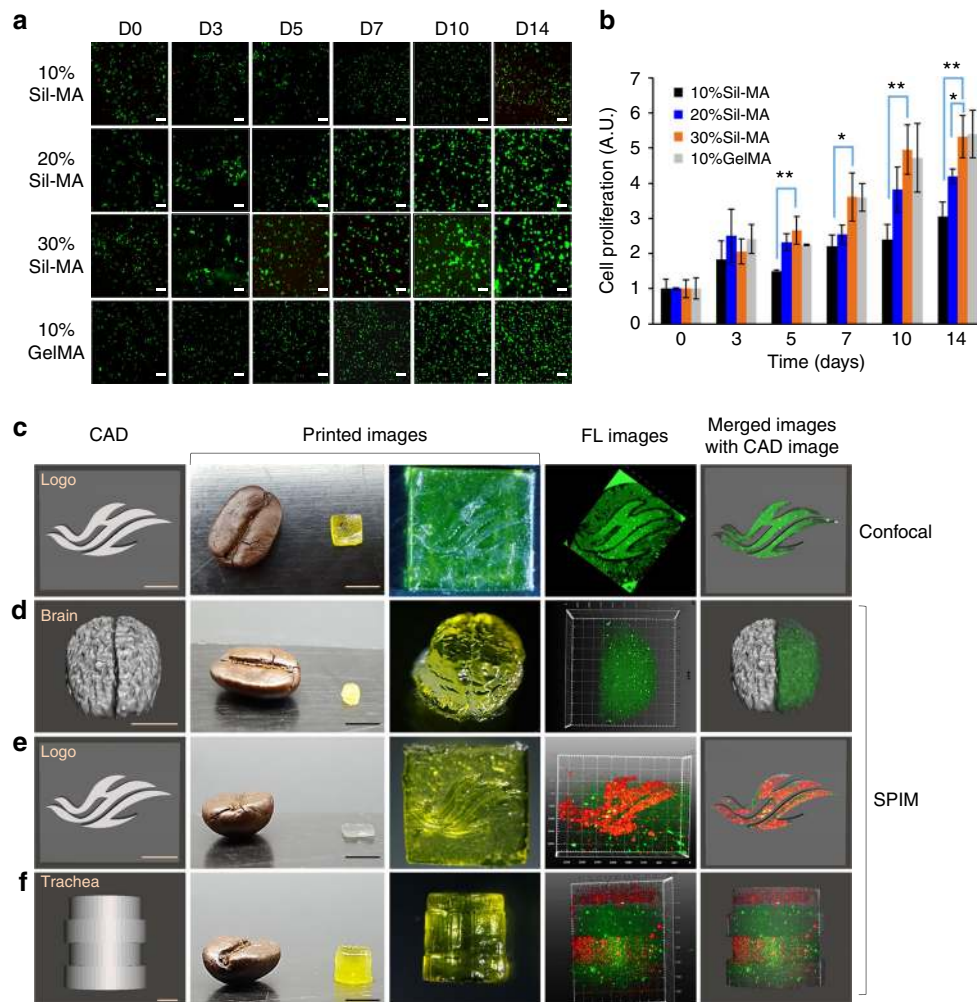 a
D0 D3 D5 D7 D10 D14
10%
Sil-MA
20%
Sil-MA
30%
Sil-MA
10%
GelMA
b
7
6
5
4
3
2
1
0
Cell proliferation (A.U.)
10%Sil-MA
20%Sil-MA
30%Sil-MA
10%GelMA
**
*
**
**
*
0 3 5 7 10 14
Time (days)
c
CAD
Printed images
FL images
Merged images
with CAD image
Logo
Confocal
d
Brain
e
Logo
SPIM
f
Trachea